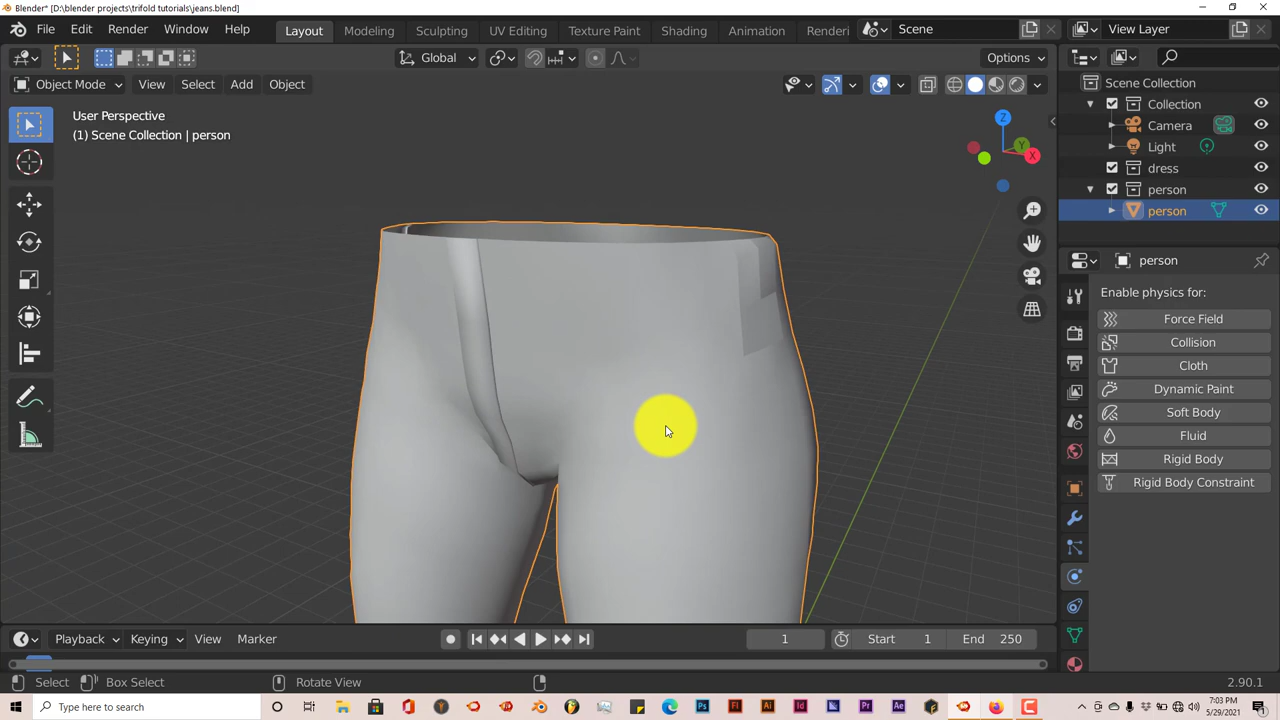 Blender* [D:\blender projects\trifold tutorials\jeans.blend]
File Edit Render Window Help Layout Modeling Sculpting UV Editing Texture Paint Shading Animation Renderi Scene View Layer
Global Options
Object Mode View Select Add Object
Scene Collection
Collection
Camera
Light
dress
person
person
User Perspective
(1) Scene Collection | person
Z
Y
X
person
Enable physics for:
Force Field
Collision
Cloth
Dynamic Paint
Soft Body
Fluid
Rigid Body
Rigid Body Constraint
Playback Keying View Marker 1 Start 1 End 250
Select Box Select Rotate View 2.90.1
Type here to search
7:03 PM
5/29/2021